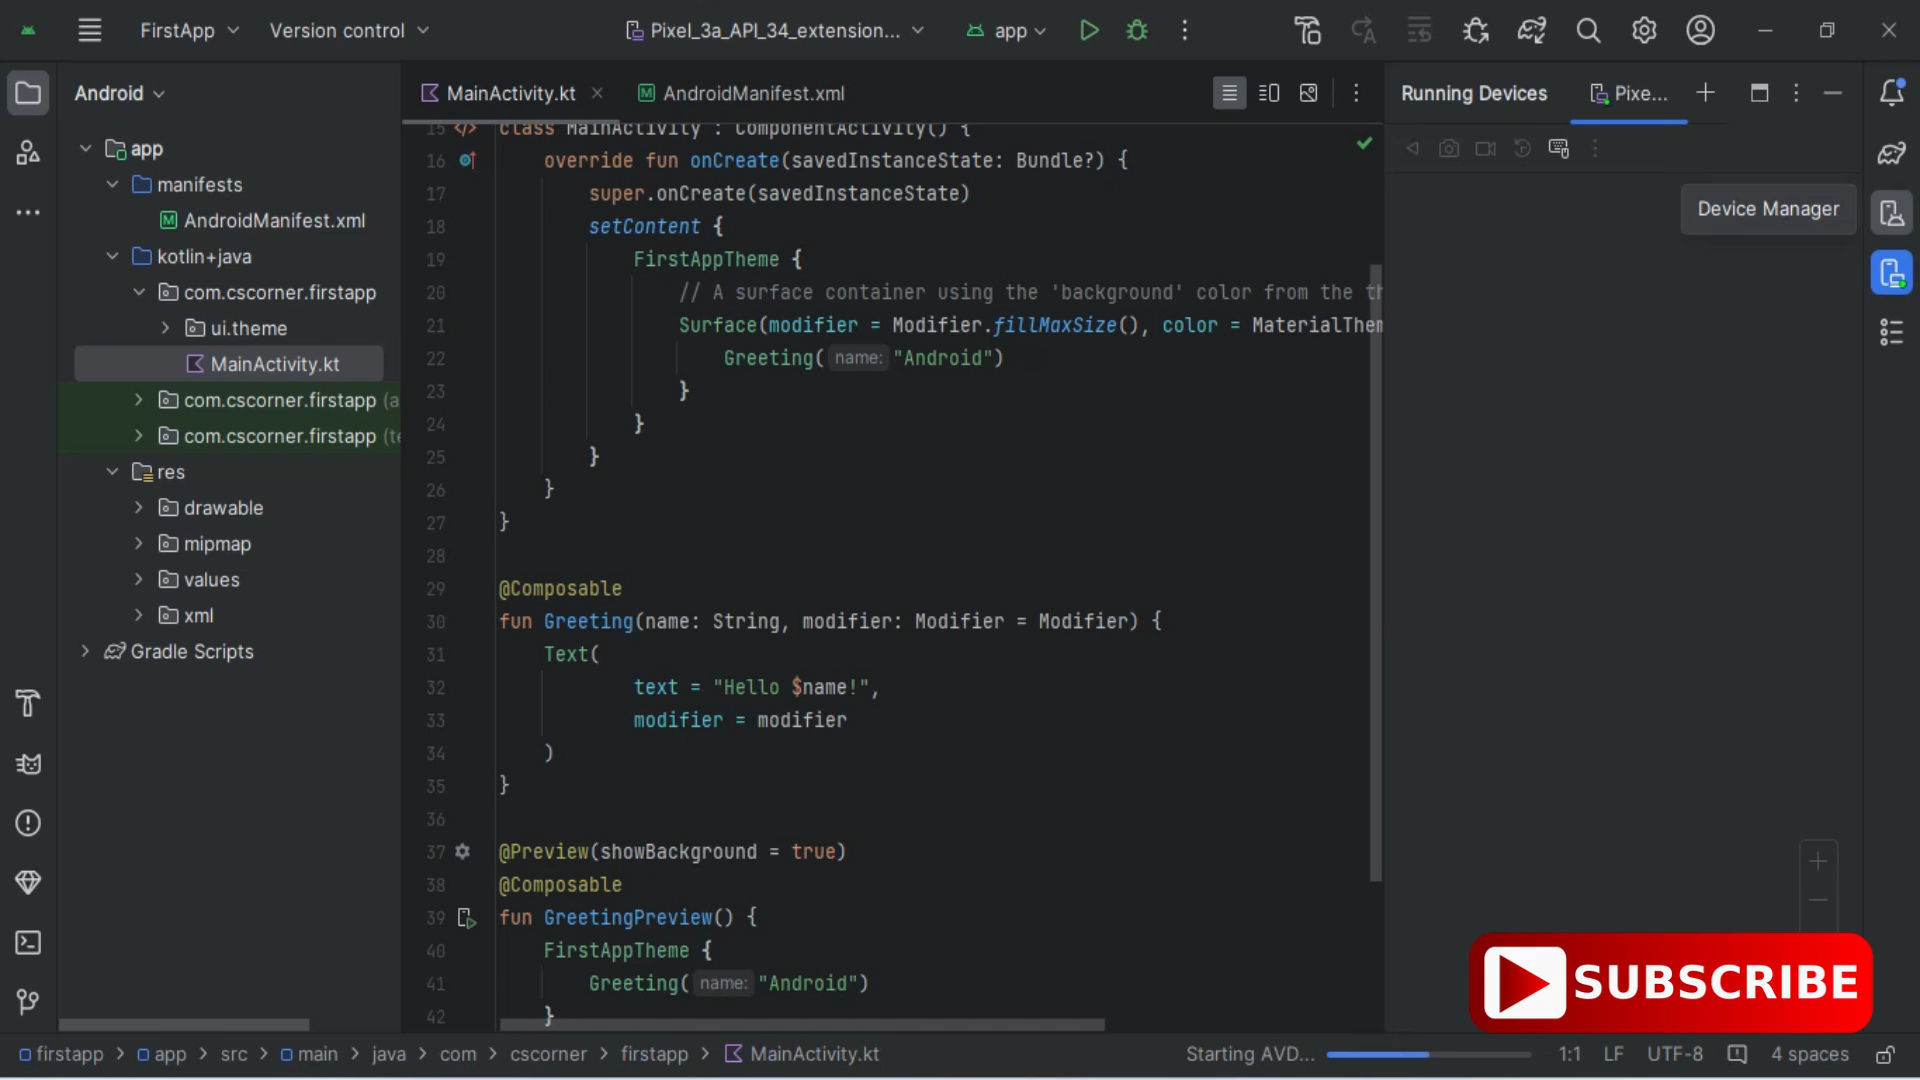 FirstApp
Version control
Pixel_3a_API_34_extension...
app
Android
MainActivity.kt
AndroidManifest.xml
Running Devices
Pixe...
Device Manager
app
manifests
AndroidManifest.xml
kotlin+java
com.cscorner.firstapp
ui.theme
MainActivity.kt
com.cscorner.firstapp (a
com.cscorner.firstapp (te
res
drawable
mipmap
values
xml
Gradle Scripts
15 class MainActivity : ComponentActivity() {
16 override fun onCreate(savedInstanceState: Bundle?) {
17 super.onCreate(savedInstanceState)
18 setContent {
19 FirstAppTheme {
20 // A surface container using the 'background' color from the th
21 Surface(modifier = Modifier.fillMaxSize(), color = MaterialThem
22 Greeting( name: "Android")
23 }
24 }
25 }
26 }
27 }
28
29 @Composable
30 fun Greeting(name: String, modifier: Modifier = Modifier) {
31 Text(
32 text = "Hello $name!",
33 modifier = modifier
34 )
35 }
36
37 @Preview(showBackground = true)
38 @Composable
39 fun GreetingPreview() {
40 FirstAppTheme {
41 Greeting( name: "Android")
42 }
SUBSCRIBE
firstapp > app > src > main > java > com > cscorner > firstapp > MainActivity.kt
Starting AVD...
1:1 LF UTF-8 4 spaces